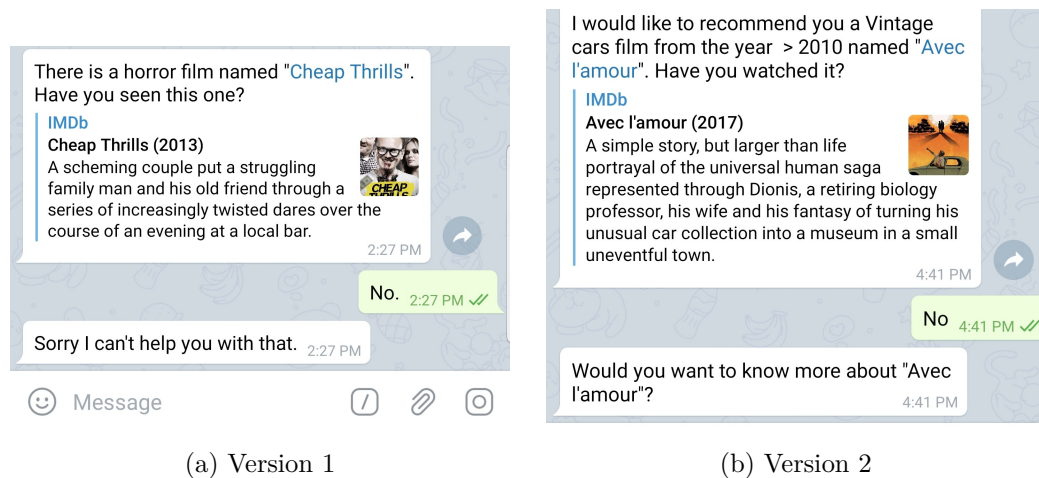 There is a horror film named "Cheap Thrills".
Have you seen this one?
IMDb
Cheap Thrills (2013)
A scheming couple put a struggling
family man and his old friend through a
series of increasingly twisted dares over the
course of an evening at a local bar.
CHEAP
THRILLS
2:27 PM
No. 2:27 PM
Sorry I can't help you with that. 2:27 PM
Message
(a) Version 1
I would like to recommend you a Vintage
cars film from the year > 2010 named "Avec
l'amour". Have you watched it?
IMDb
Avec l'amour (2017)
A simple story, but larger than life
portrayal of the universal human saga
represented through Dionis, a retiring biology
professor, his wife and his fantasy of turning his
unusual car collection into a museum in a small
uneventful town.
4:41 PM
No 4:41 PM
Would you want to know more about "Avec
l'amour"?
4:41 PM
(b) Version 2